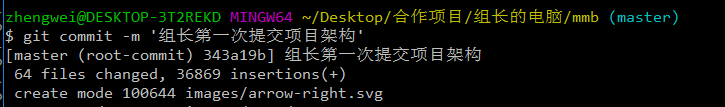 zhengwei@DESKTOP-3T2REKD MINGW64 ~/Desktop/合作项目/组长的电脑/mmb (master)
$ git commit -m '组长第一次提交项目架构'
[master (root-commit) 343a19b] 组长第一次提交项目架构
 64 files changed, 36869 insertions(+)
 create mode 100644 images/arrow-right.svg